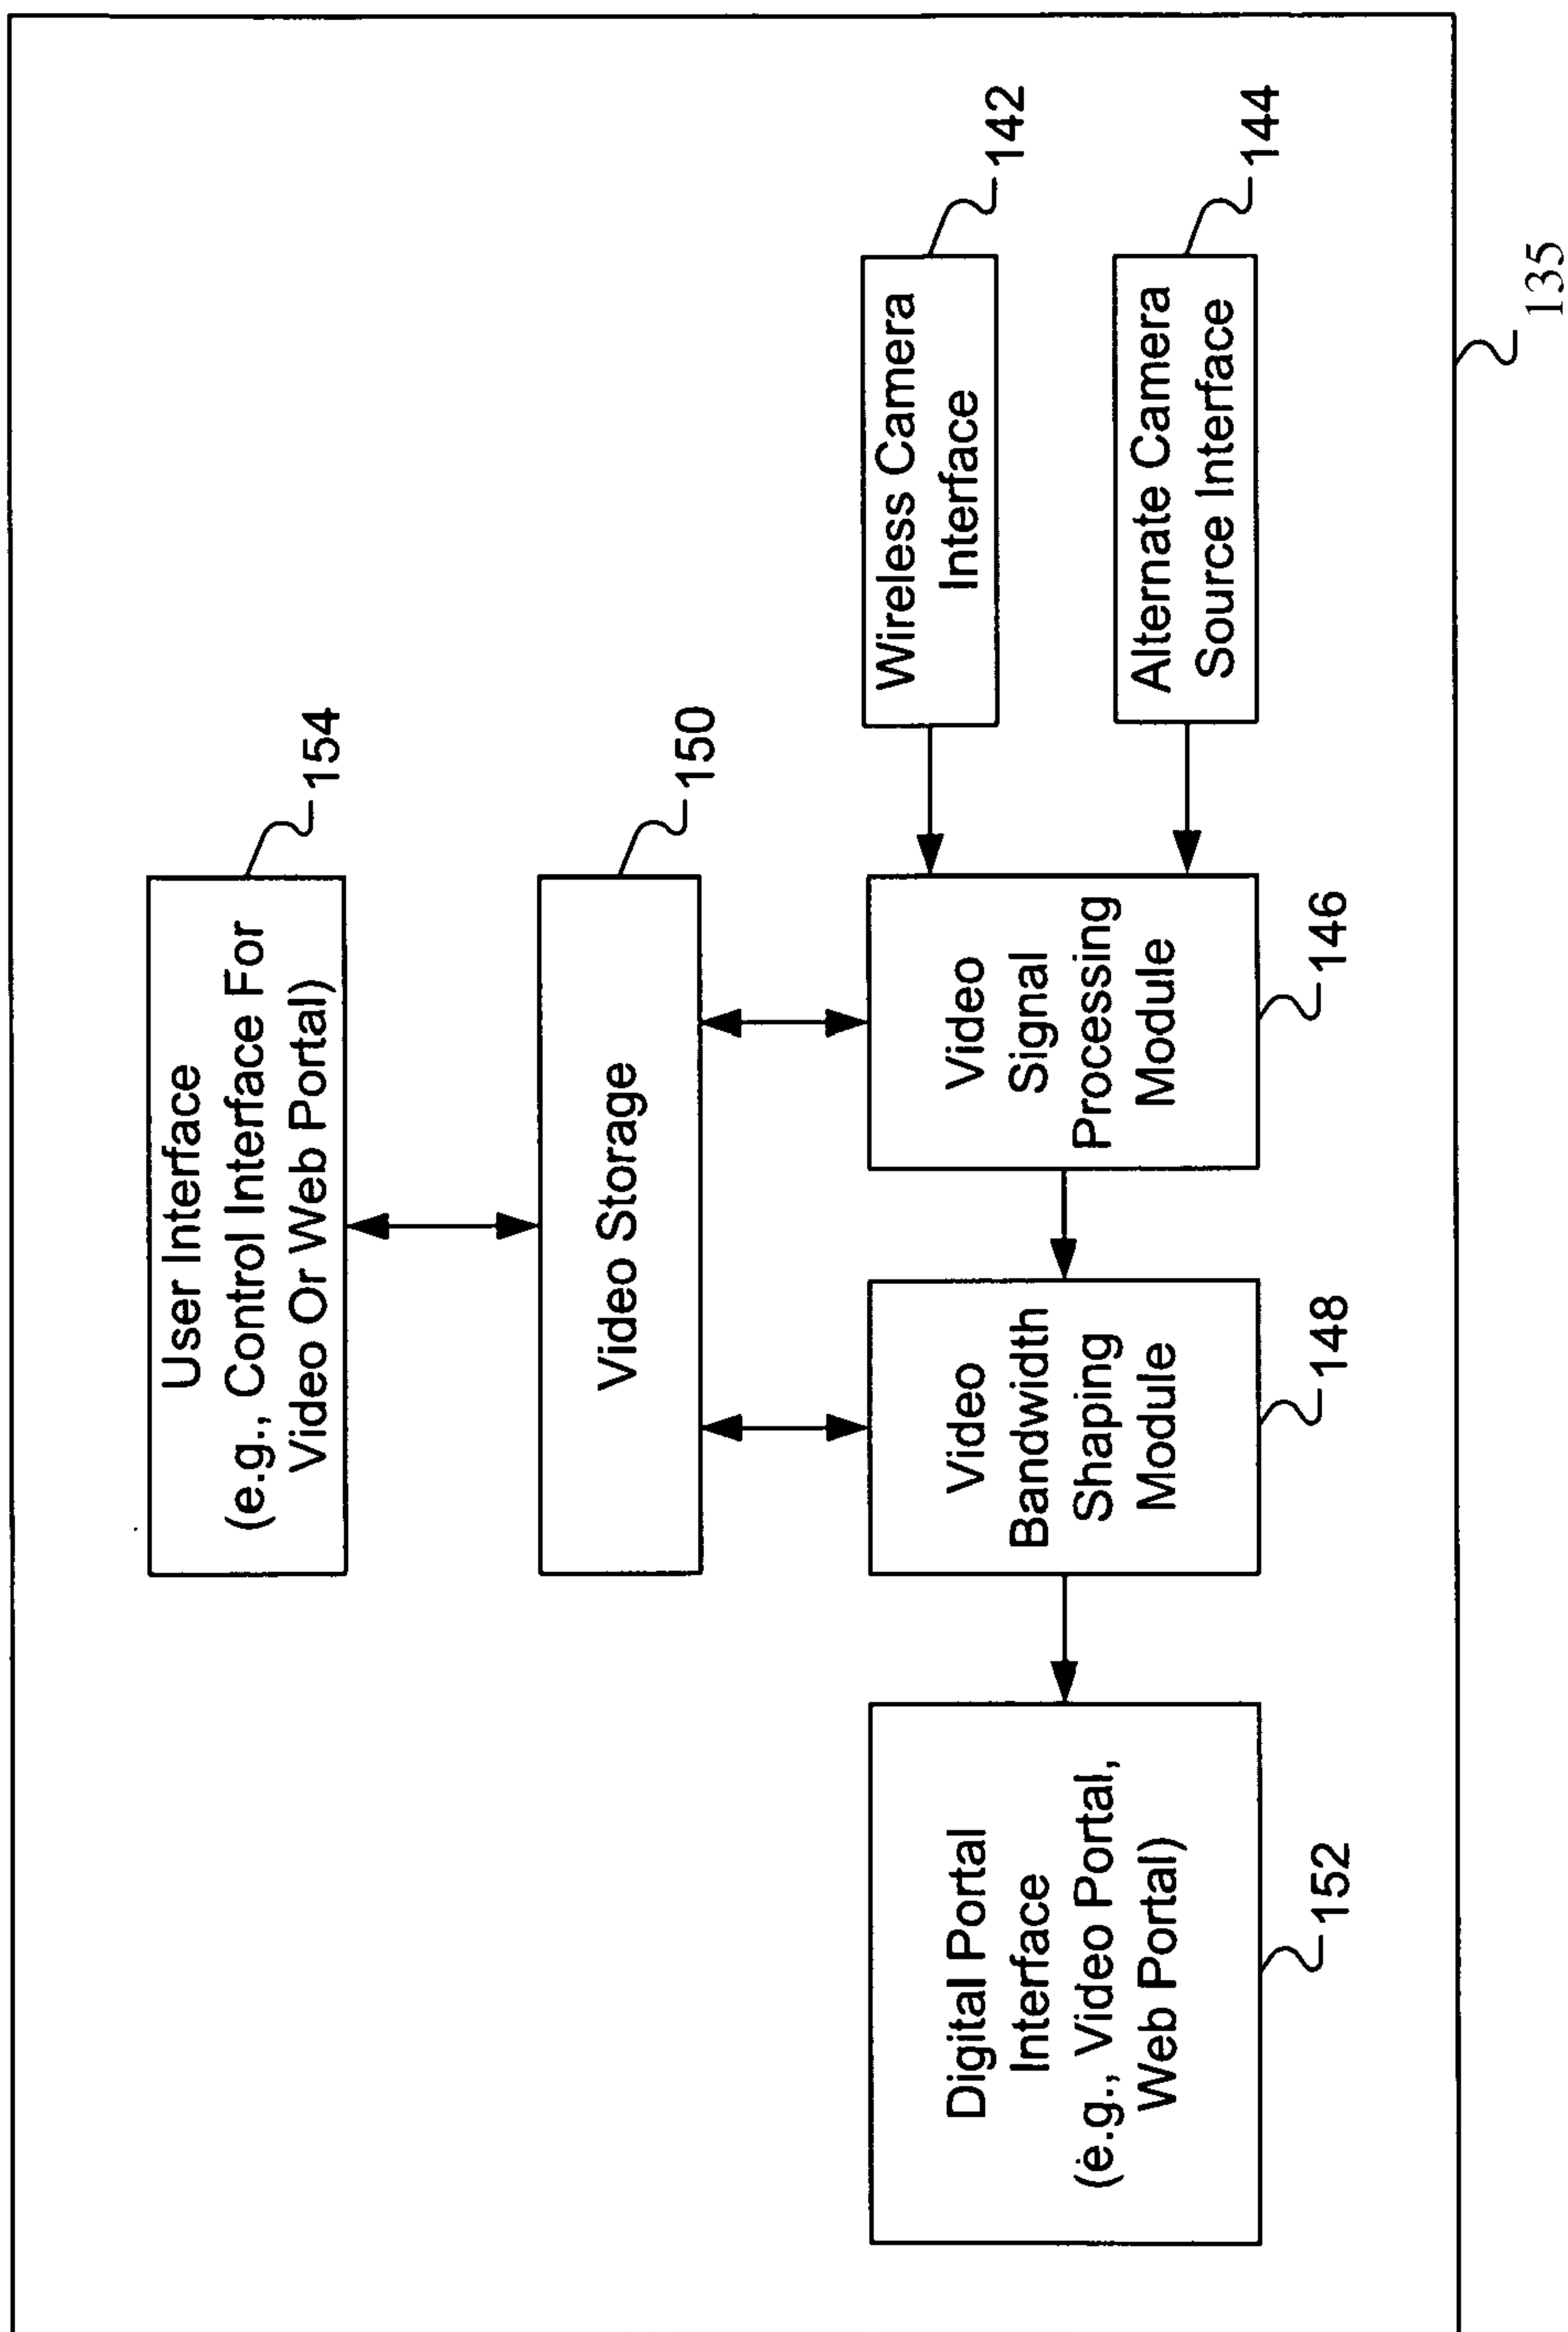 User Interface
(e.g., Control Interface For
Video Or Web Portal)
154
Video Storage
150
Digital Portal
Interface
(e.g., Video Portal,
Web Portal)
152
Video
Bandwidth
Shaping
Module
148
Video
Signal
Processing
Module
146
Wireless Camera
Interface
142
Alternate Camera
Source Interface
144
135